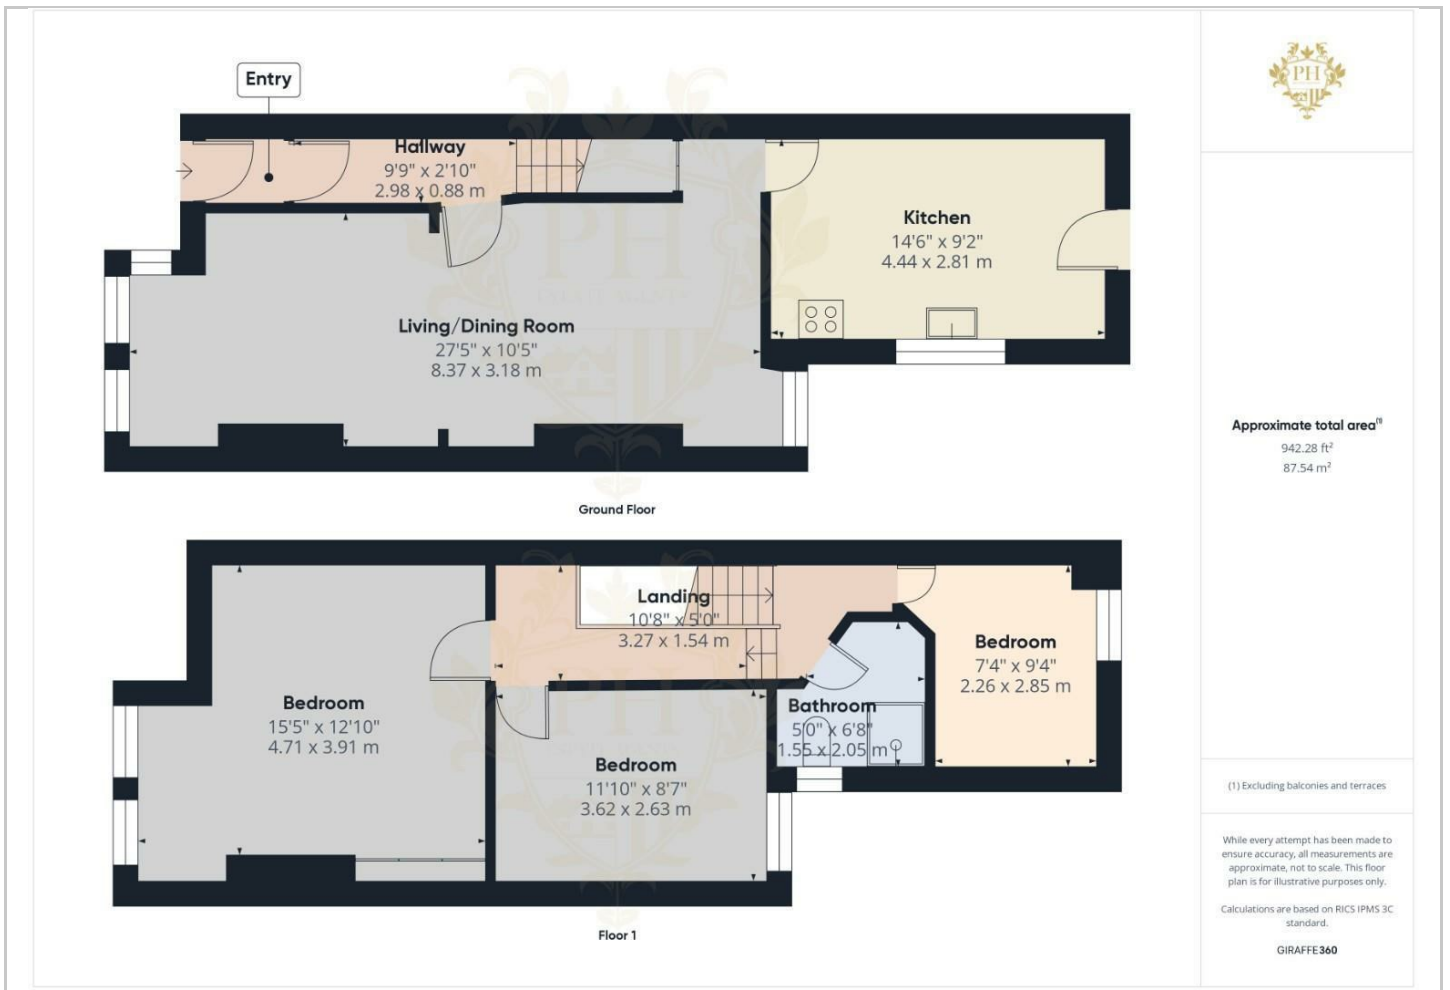 Entry
Hallway
9'9" x 2'10"
2.98 x 0.88 m
Kitchen
14'6" x 9'2"
4.44 x 2.81 m
Living/Dining Room
27'5" x 10'5"
8.37 x 3.18 m
PH
ESTATE AGENTS
Ground Floor
Landing
10'8" x 5'0"
3.27 x 1.54 m
Bedroom
7'4" x 9'4"
2.26 x 2.85 m
Bedroom
15'5" x 12'10"
4.71 x 3.91 m
Bathroom
5'0" x 6'8"
1.55 x 2.05 m
Bedroom
11'10" x 8'7"
3.62 x 2.63 m
PH
ESTATE AGENTS
Floor 1
PH
Approximate total area(1)
942.28 ft²
87.54 m²
(1) Excluding balconies and terraces
While every attempt has been made to
ensure accuracy, all measurements are
approximate, not to scale. This floor
plan is for illustrative purposes only.
Calculations are based on RICS IPMS 3C
standard.
GIRAFFE360